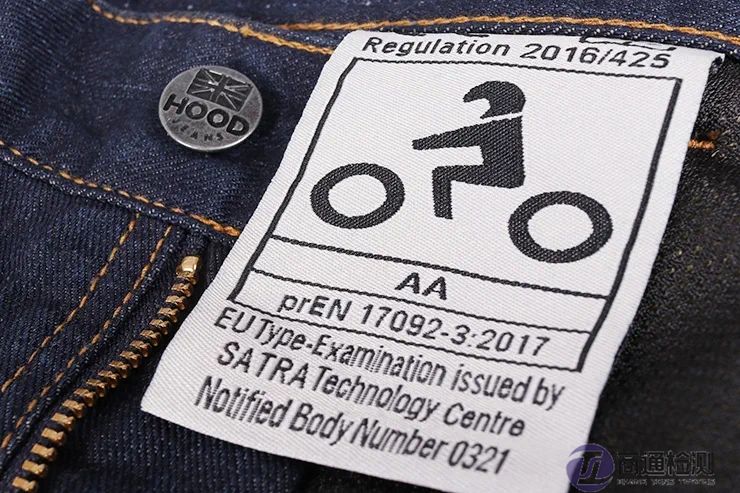 HOOD
JEANS
Regulation 2016/425
AA
prEN 17092-3:2017
EU Type-Examination issued by
SATRA Technology Centre
Notified Body Number 0321